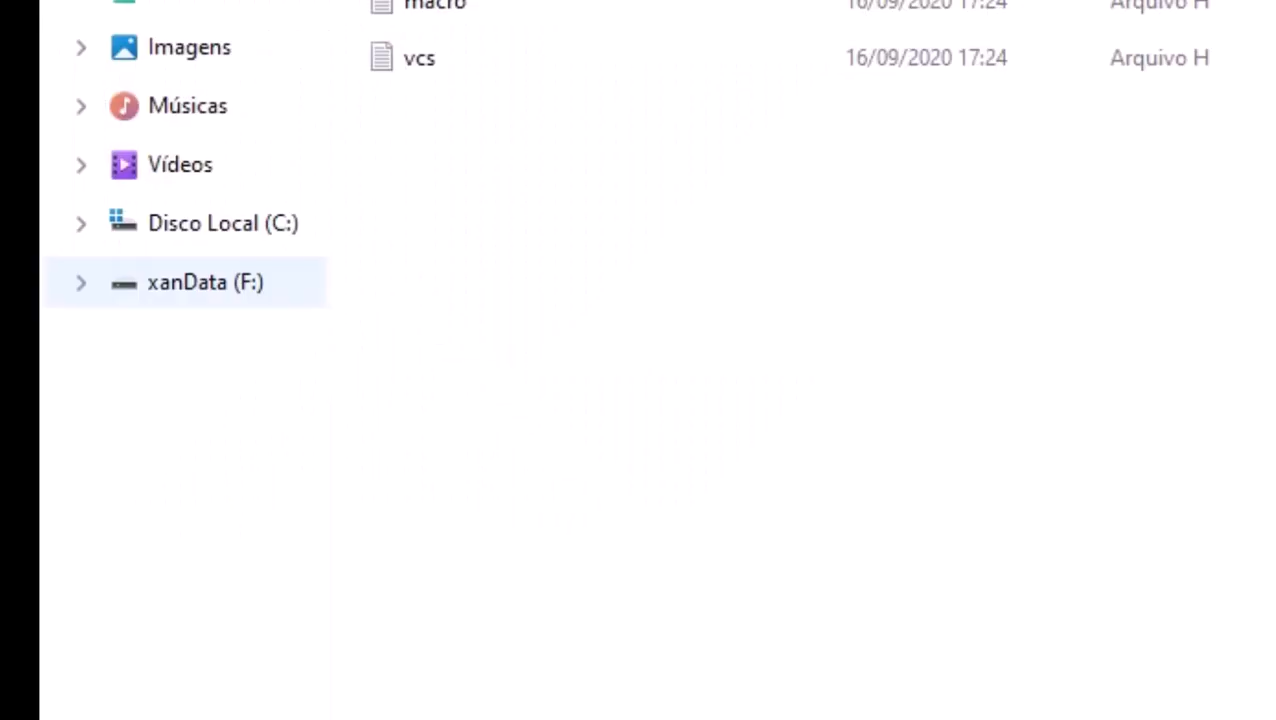 macro 16/09/2020 17:24 Arquivo H
Imagens
vcs 16/09/2020 17:24 Arquivo H
Músicas
Vídeos
Disco Local (C:)
xanData (F:)